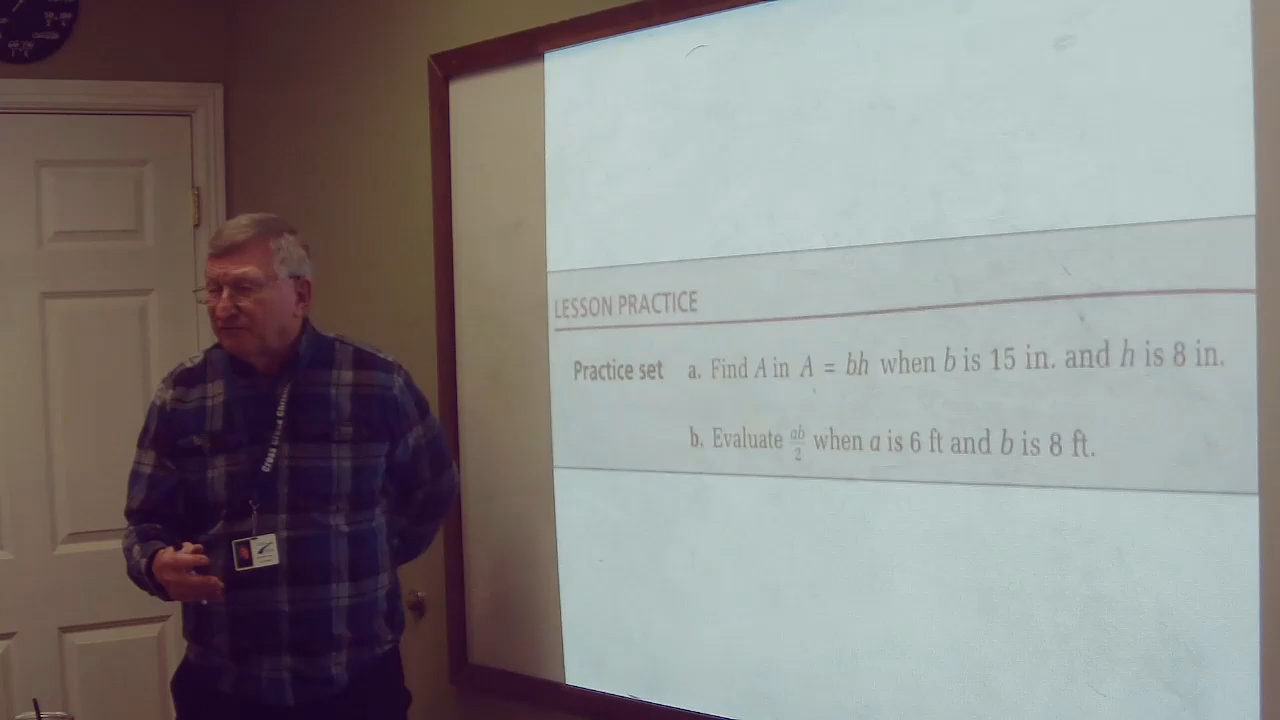 LESSON PRACTICE
Practice set a. Find A in A = bh when b is 15 in. and h is 8 in.
b. Evaluate ab/2 when a is 6 ft and b is 8 ft.